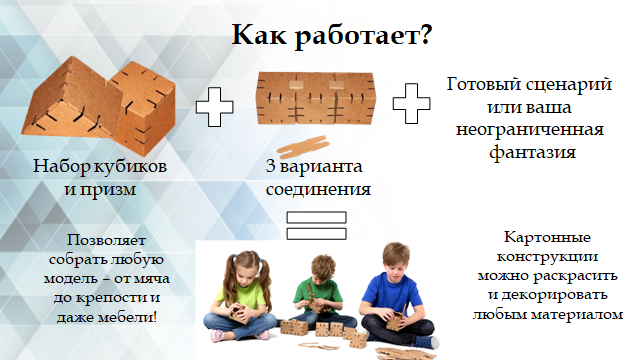 Как работает?
Набор кубиков
и призм
3 варианта
соединения
Готовый сценарий
или ваша
неограниченная
фантазия
Позволяет
собрать любую
модель – от мяча
до крепости и
даже мебели!
Картонные
конструкции
можно раскрасить
и декорировать
любым материалом